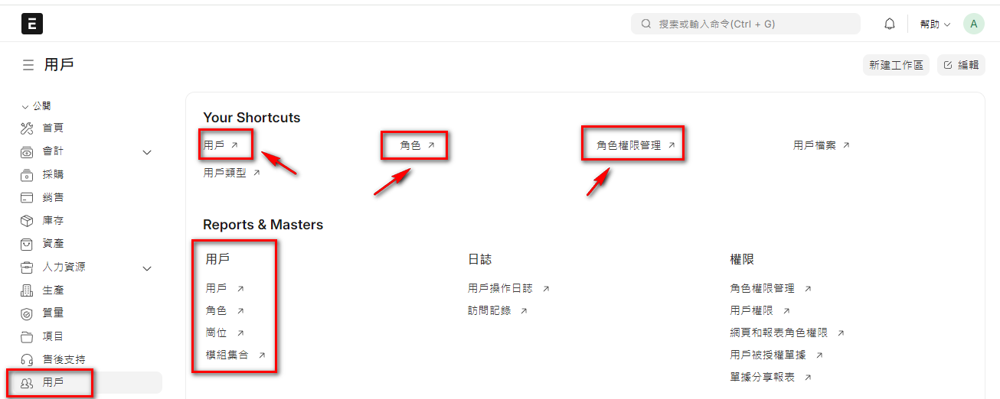 E
搜索或輸入命令(Ctrl + G)
幫助
A
用戶
新建工作區
編輯
公開
首頁
會計
採購
銷售
庫存
資產
人力資源
生產
質量
項目
售後支持
用戶
Your Shortcuts
用戶 角色 角色權限管理 用戶檔案
用戶類型
Reports & Masters
用戶
用戶
角色
崗位
模組集合
日誌
用戶操作日誌
訪問記錄
權限
角色權限管理
用戶權限
網頁和報表角色權限
用戶被授權單據
單據分享報表